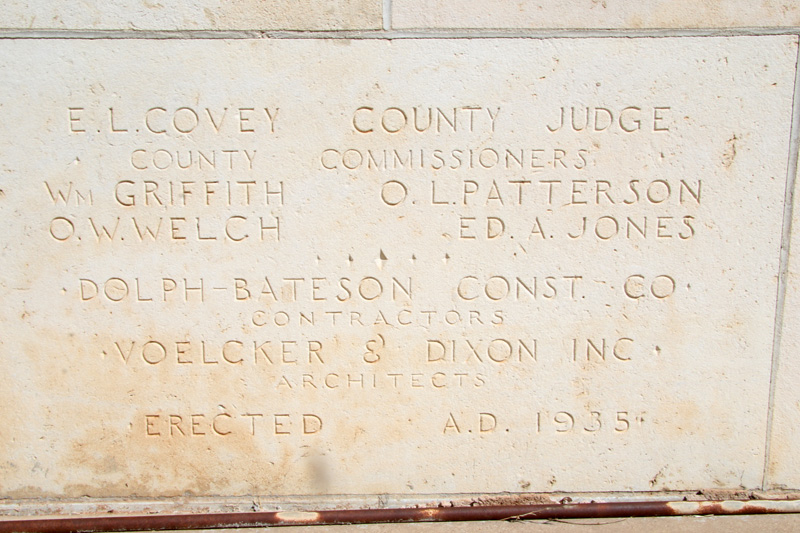 E.L.COVEY COUNTY JUDGE
COUNTY COMMISSIONERS
WM GRIFFITH O.L.PATTERSON
O.W.WELCH ED.A.JONES
DOLPH-BATESON CONST. CO
CONTRACTORS
VOELCKER & DIXON INC
ARCHITECTS
ERECTED A.D. 1935